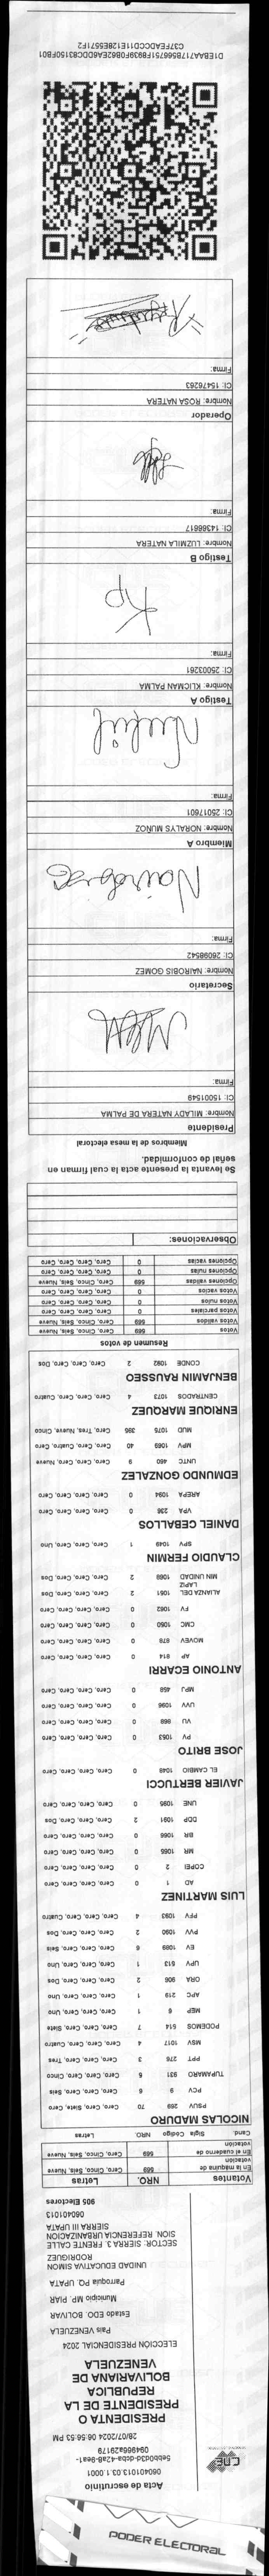 PODER ELECTORAL
CNE
Acta de escrutinio
060401013.03.1.0001
5ebb0d3d-dcba-42a8-9ea1-
094966a29179
28/07/2024 06:56:53 PM
PRESIDENTA O
PRESIDENTE DE LA
REPUBLICA
BOLIVARIANA DE
VENEZUELA
ELECCIÓN PRESIDENCIAL 2024
Pais VENEZUELA
Estado EDO. BOLIVAR
Municipio MP. PIAR
Parroquia PQ. UPATA
UNIDAD EDUCATIVA SIMON
RODRIGUEZ
SECTOR: SIERRA 3. FRENTE CALLE
SION. REFERENCIA URBANIZACION
SIERRA III UPATA
060401013
905 Electores
Votantes NRO. Letras
En la máquina de votación 569 Cero, Cinco, Seis, Nueve
En el cuaderno de votación 569 Cero, Cinco, Seis, Nueve
Cand. Sigla Código NRO. Letras
NICOLAS MADURO
PSUV 269 70 Cero, Cero, Siete, Cero
PCV 9 6 Cero, Cero, Cero, Seis
TUPAMARO 931 5 Cero, Cero, Cero, Cinco
PPT 276 3 Cero, Cero, Cero, Tres
MSV 1017 4 Cero, Cero, Cero, Cuatro
PODEMOS 514 7 Cero, Cero, Cero, Siete
MEP 6 1 Cero, Cero, Cero, Uno
APC 219 1 Cero, Cero, Cero, Uno
ORA 906 2 Cero, Cero, Cero, Dos
UPV 513 1 Cero, Cero, Cero, Uno
EV 1089 6 Cero, Cero, Cero, Seis
PVV 1090 2 Cero, Cero, Cero, Dos
PFV 1093 4 Cero, Cero, Cero, Cuatro
LUIS MARTINEZ
AD 1 0 Cero, Cero, Cero, Cero
COPEI 2 0 Cero, Cero, Cero, Cero
MR 1055 0 Cero, Cero, Cero, Cero
BR 1066 0 Cero, Cero, Cero, Cero
DDP 1091 2 Cero, Cero, Cero, Dos
UNE 1095 0 Cero, Cero, Cero, Cero
JAVIER BERTUCCI
EL CAMBIO 1048 0 Cero, Cero, Cero, Cero
JOSE BRITO
PV 1053 0 Cero, Cero, Cero, Cero
VU 868 0 Cero, Cero, Cero, Cero
UVV 1096 0 Cero, Cero, Cero, Cero
MPJ 458 0 Cero, Cero, Cero, Cero
ANTONIO ECARRI
AP 814 0 Cero, Cero, Cero, Cero
MOVEV 878 0 Cero, Cero, Cero, Cero
CMC 1050 0 Cero, Cero, Cero, Cero
FV 1062 0 Cero, Cero, Cero, Cero
ALIANZA DEL LAPIZ 1051 2 Cero, Cero, Cero, Dos
MIN UNIDAD 1068 2 Cero, Cero, Cero, Dos
CLAUDIO FERMIN
SPV 1049 1 Cero, Cero, Cero, Uno
DANIEL CEBALLOS
VPA 236 0 Cero, Cero, Cero, Cero
AREPA 1094 0 Cero, Cero, Cero, Cero
EDMUNDO GONZALEZ
UNTC 460 9 Cero, Cero, Cero, Nueve
MPV 1069 40 Cero, Cero, Cuatro, Cero
MUD 1075 395 Cero, Tres, Nueve, Cinco
ENRIQUE MARQUEZ
CENTRADOS 1073 4 Cero, Cero, Cero, Cuatro
BENJAMIN RAUSSEO
CONDE 1092 2 Cero, Cero, Cero, Dos
Resumen de votos
Votos 569 Cero, Cinco, Seis, Nueve
Votos validos 569 Cero, Cinco, Seis, Nueve
Votos parciales 0 Cero, Cero, Cero, Cero
Votos nulos 0 Cero, Cero, Cero, Cero
Votos vacios 0 Cero, Cero, Cero, Cero
Opciones validas 569 Cero, Cinco, Seis, Nueve
Opciones nulas 0 Cero, Cero, Cero, Cero
Opciones vacias 0 Cero, Cero, Cero, Cero
Observaciones:
Se levanta la presente acta la cual firman en
señal de conformidad.
Miembros de la mesa electoral
Presidente
Nombre: MILADY NATERA DE PALMA
CI: 15001549
Firma:
Secretario
Nombre: NAIROBIS GOMEZ
CI: 26098542
Firma:
Nairobis G
Miembro A
Nombre: NORALYS MUÑOZ
CI: 25017601
Firma:
Testigo A
Nombre: KLICMAN PALMA
CI: 25003261
Firma:
Kp
Testigo B
Nombre: LUZMILA NATERA
CI: 14366617
Firma:
Operador
Nombre: ROSA NATERA
CI: 15476263
Firma:
D1EBAA717B566751F8939F0B62EA6DDC83150FB01
C37FEADCCD11E128E5571F2